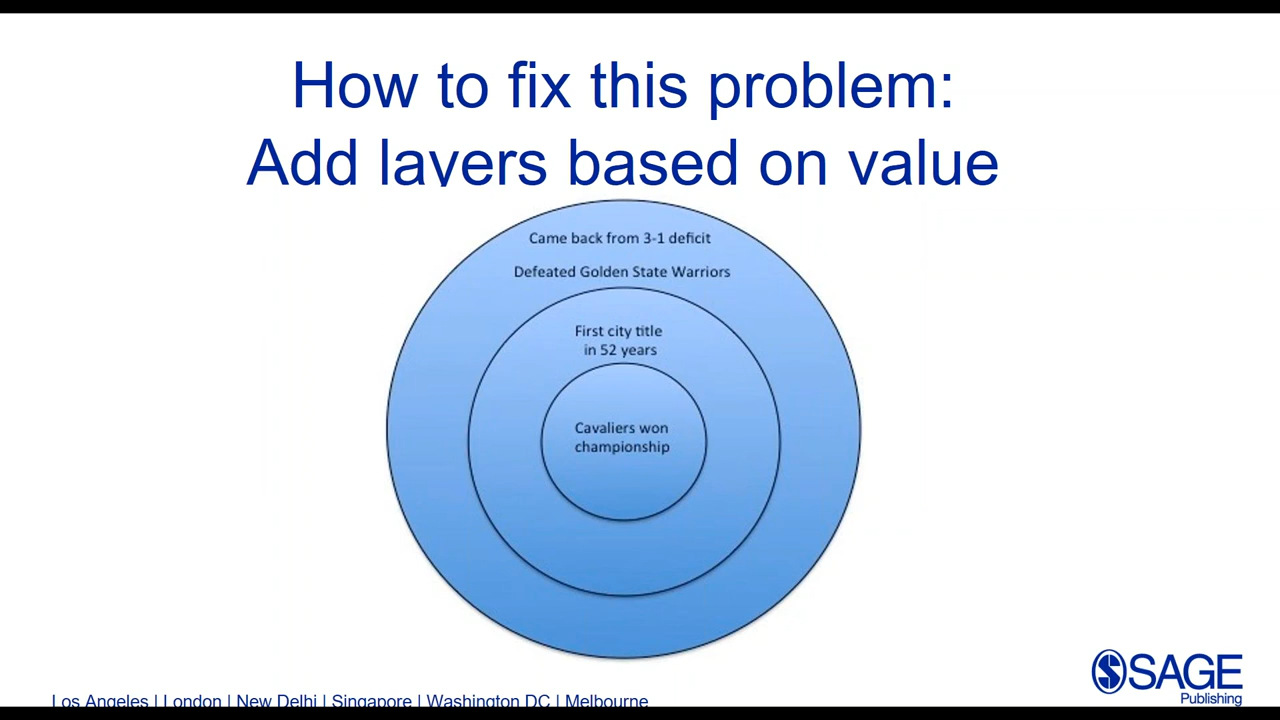 How to fix this problem:
Add layers based on value
Came back from 3-1 deficit
Defeated Golden State Warriors
First city title
in 52 years
Cavaliers won
championship
SAGE
Publishing
Los Angeles | London | New Delhi | Singapore | Washington DC | Melbourne